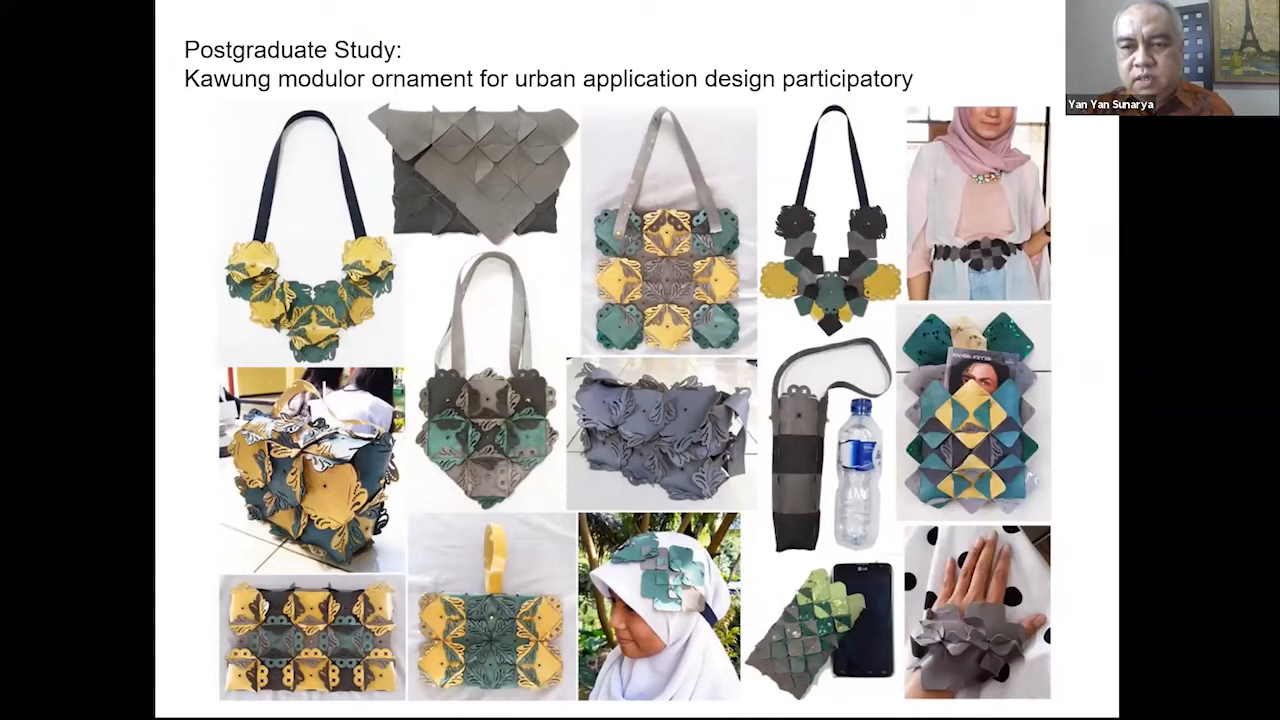 Postgraduate Study:
Kawung modulor ornament for urban application design participatory
Yan Yan Sunarya